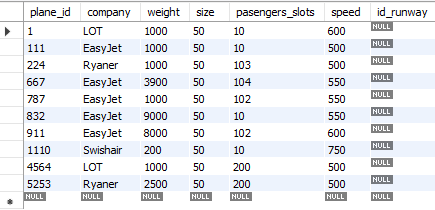 plane_id company weight size pasengers_slots speed id_runway
1 LOT 1000 50 10 600 NULL
111 EasyJet 1000 50 10 500 NULL
224 Ryaner 1000 50 103 500 NULL
667 EasyJet 3900 50 104 550 NULL
787 EasyJet 1000 50 102 550 NULL
832 EasyJet 9000 50 10 550 NULL
911 EasyJet 8000 50 102 600 NULL
1110 Swishair 200 50 10 750 NULL
4564 LOT 1000 50 200 500 NULL
5253 Ryaner 2500 50 200 500 NULL
NULL NULL NULL NULL NULL NULL NULL